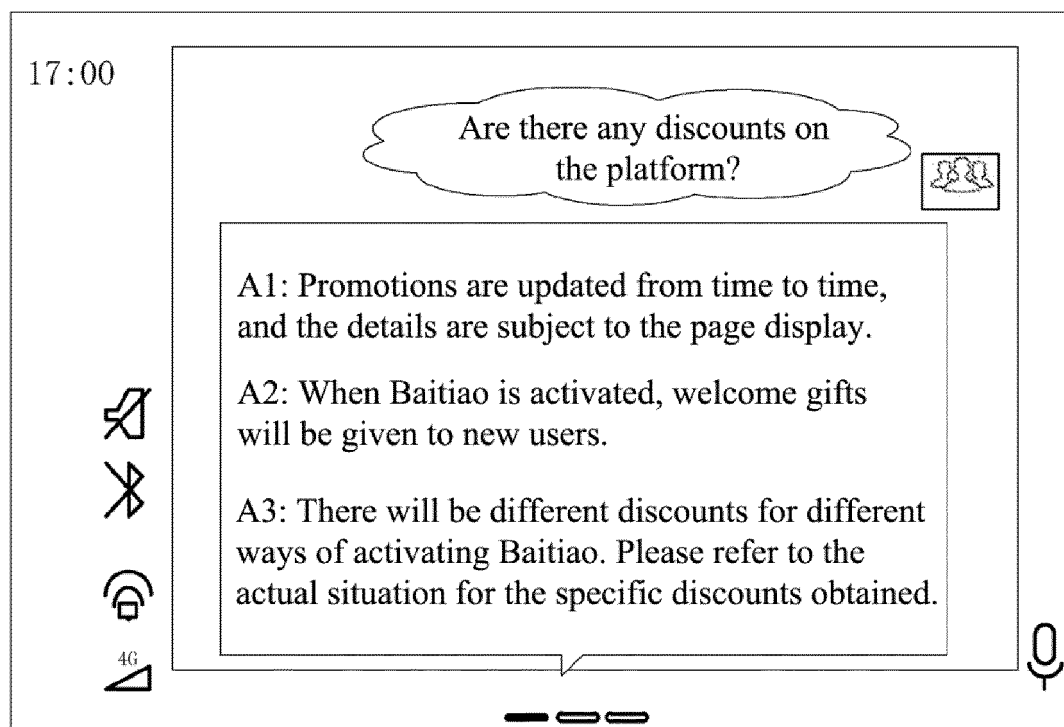 17:00
Are there any discounts on
the platform?
A1: Promotions are updated from time to time,
and the details are subject to the page display.
A2: When Baitiao is activated, welcome gifts
will be given to new users.
A3: There will be different discounts for different
ways of activating Baitiao. Please refer to the
actual situation for the specific discounts obtained.
4G